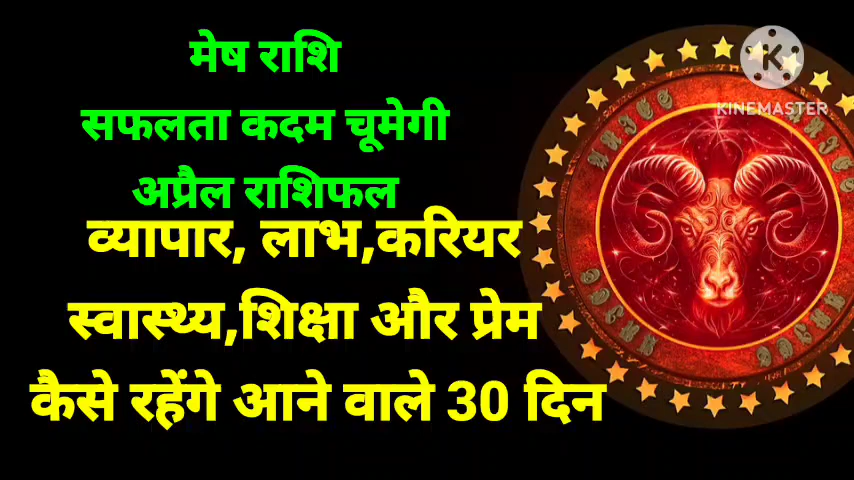 मेष राशि
सफलता कदम चूमेगी
अप्रैल राशिफल
व्यापार, लाभ,करियर
स्वास्थ्य,शिक्षा और प्रेम
कैसे रहेंगे आने वाले 30 दिन
K
KINEMASTER